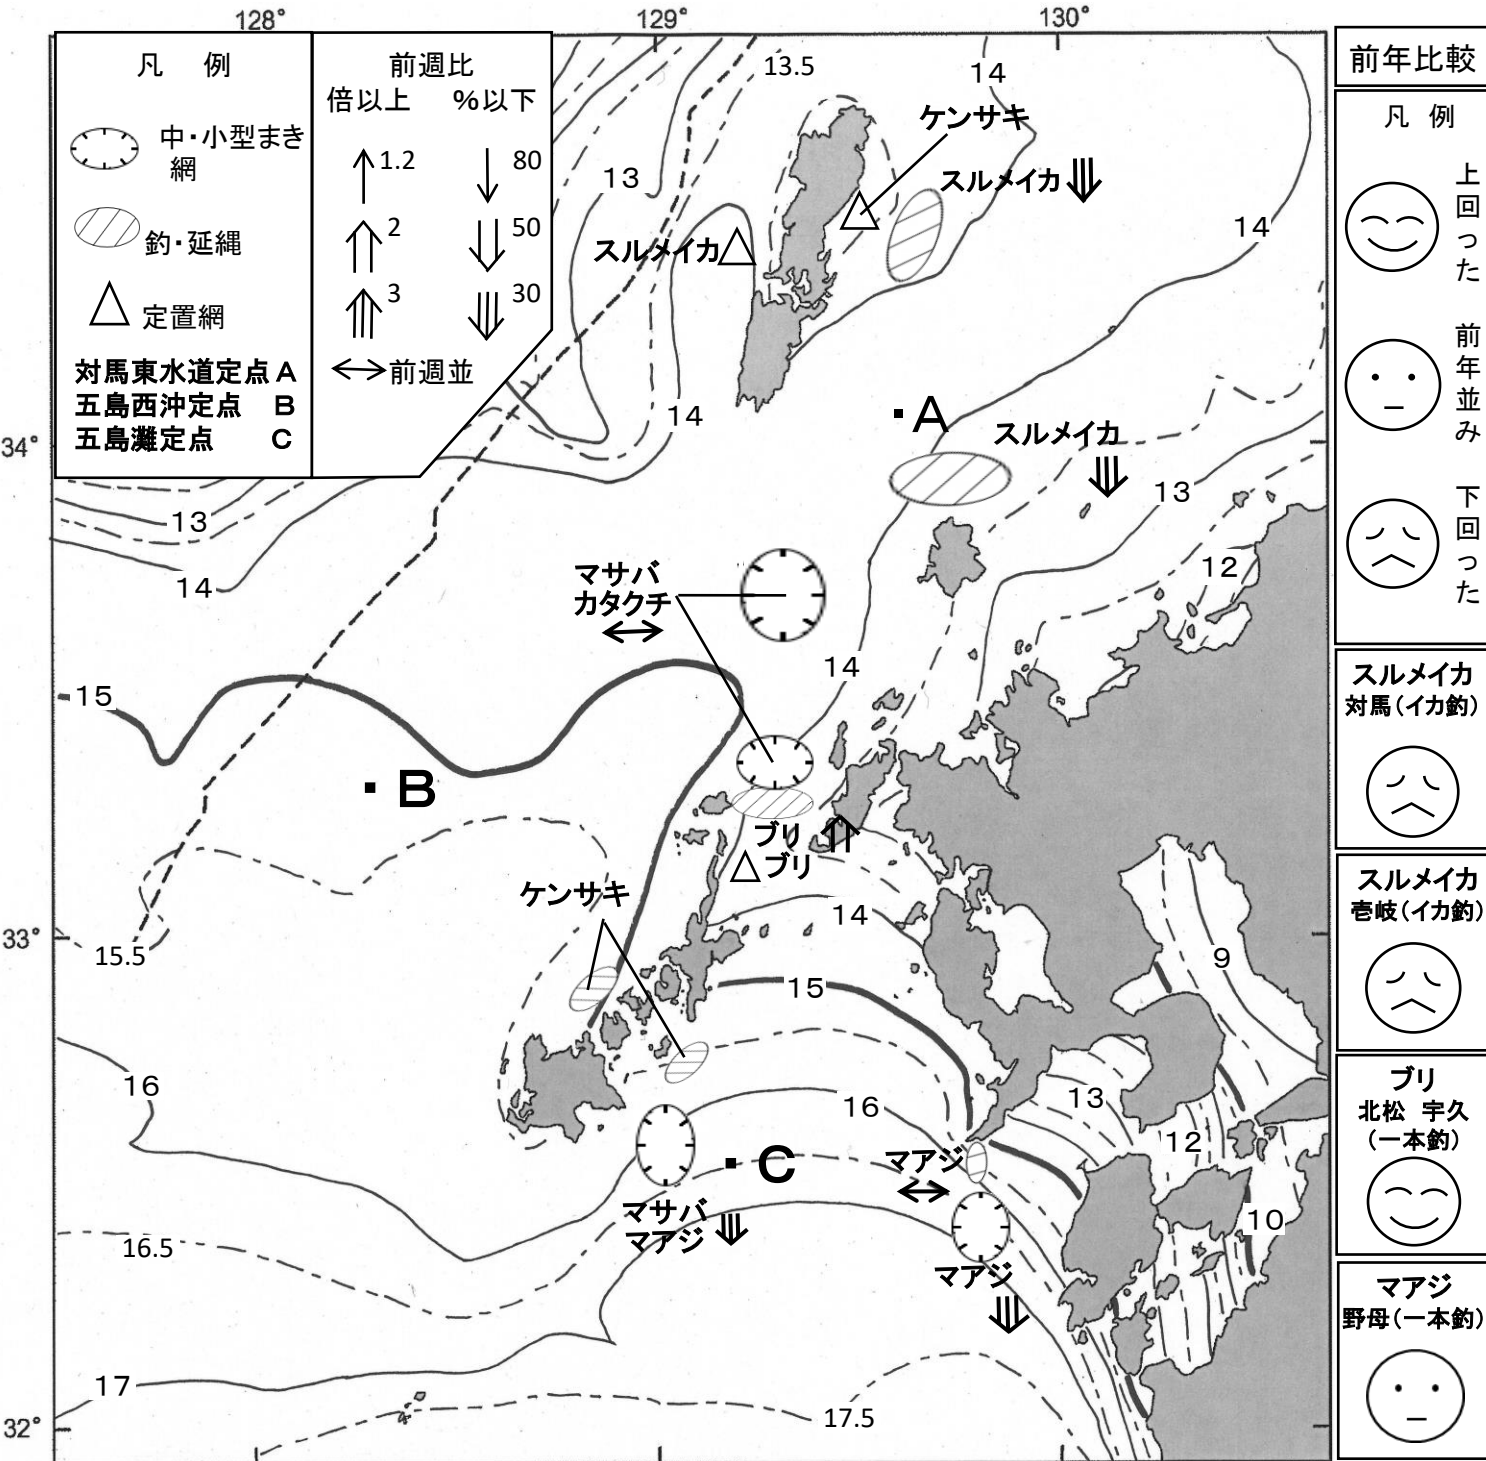 128°
129°
130°
凡 例
中・小型まき
網
釣・延縄
定置網
対馬東水道定点 A
五島西沖定点 B
五島灘定点 C
前週比
倍以上 %以下
1.2 80
2 50
3 30
前週並
13.5
14
ケンサキ
スルメイカ
13
14
スルメイカ
14
A
スルメイカ
34°
13
13
14
12
マサバ
カタクチ
14
15
B
ブリ
ブリ
ケンサキ
14
33°
15.5
9
15
16
16
13
12
C
マアジ
マサバ
マアジ
10
16.5
マアジ
17
17.5
32°
前年比較
凡 例
上回った
前年並み
下回った
スルメイカ
対馬(イカ釣)
スルメイカ
壱岐(イカ釣)
ブリ
北松 宇久
(一本釣)
マアジ
野母(一本釣)